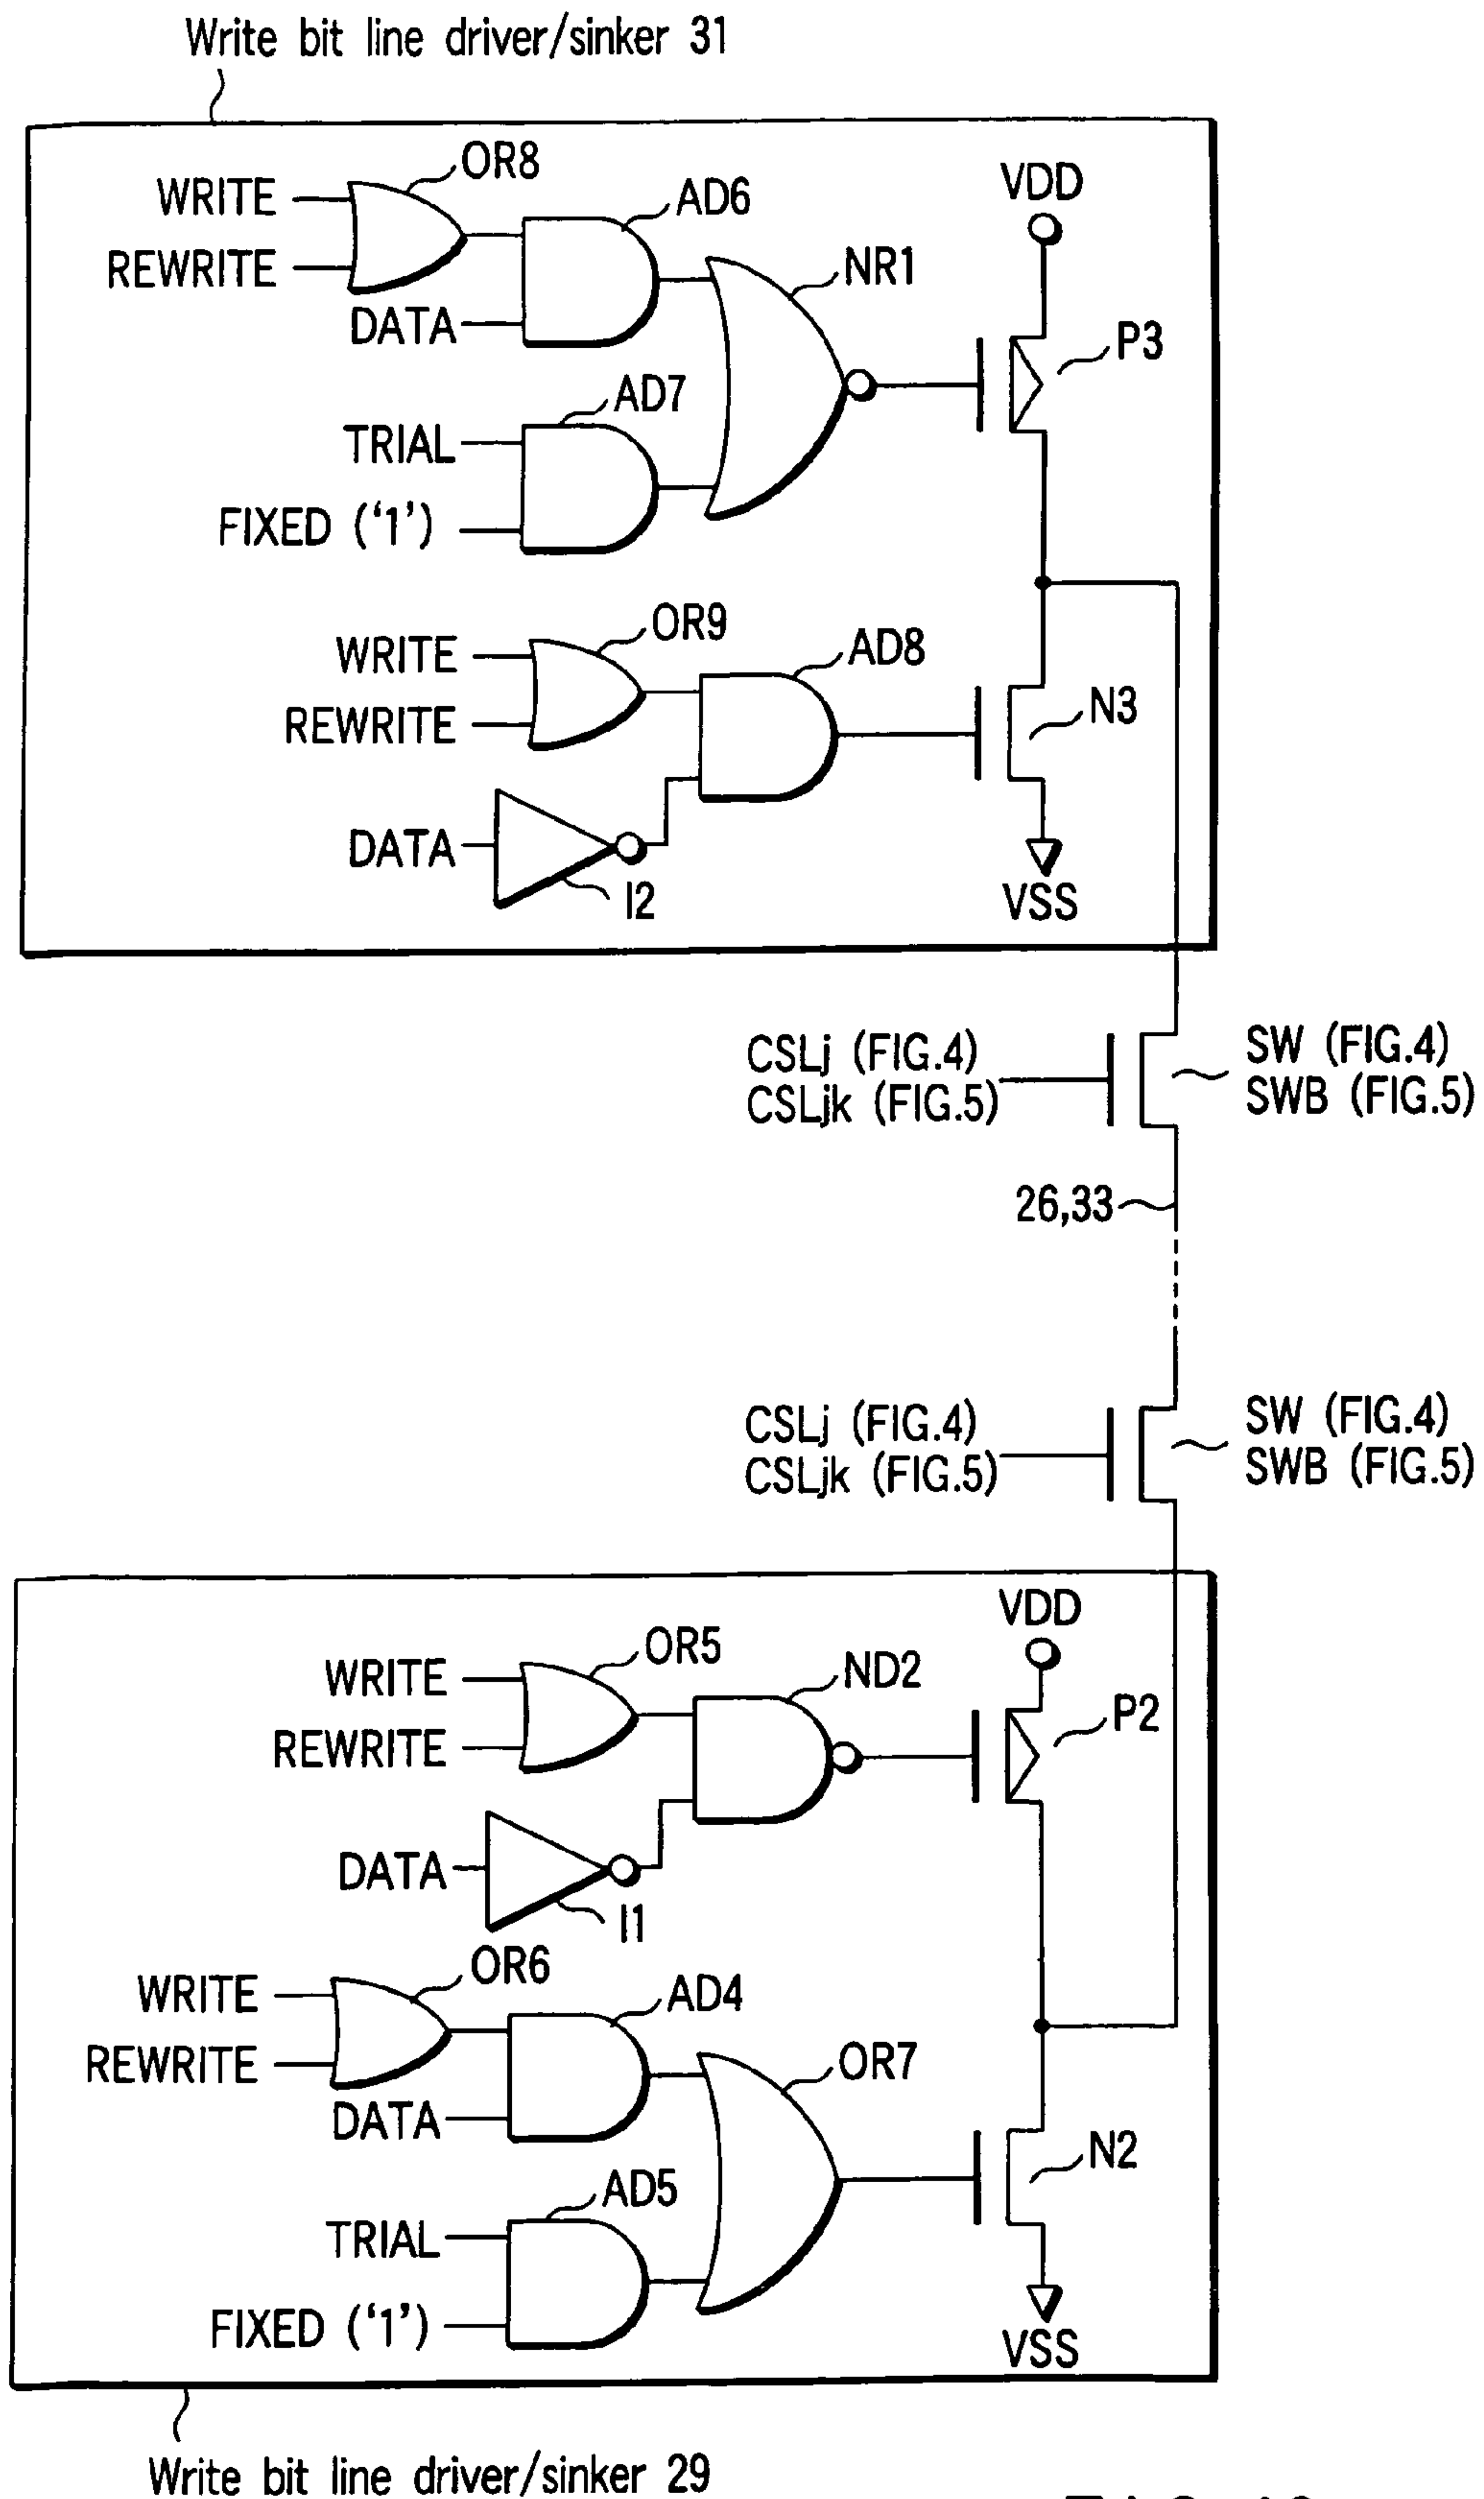 Write bit line driver/sinker 31
OR8
WRITE
REWRITE
AD6
DATA
NR1
VDD
P3
AD7
TRIAL
FIXED (‘1’)
OR9
WRITE
REWRITE
AD8
N3
DATA
I2
VSS
CSLj (FIG.4)
CSLjk (FIG.5)
SW (FIG.4)
SWB (FIG.5)
26,33
CSLj (FIG.4)
CSLjk (FIG.5)
SW (FIG.4)
SWB (FIG.5)
VDD
OR5
WRITE
REWRITE
ND2
P2
DATA
I1
OR6
WRITE
REWRITE
AD4
DATA
OR7
N2
AD5
TRIAL
FIXED (‘1’)
VSS
Write bit line driver/sinker 29